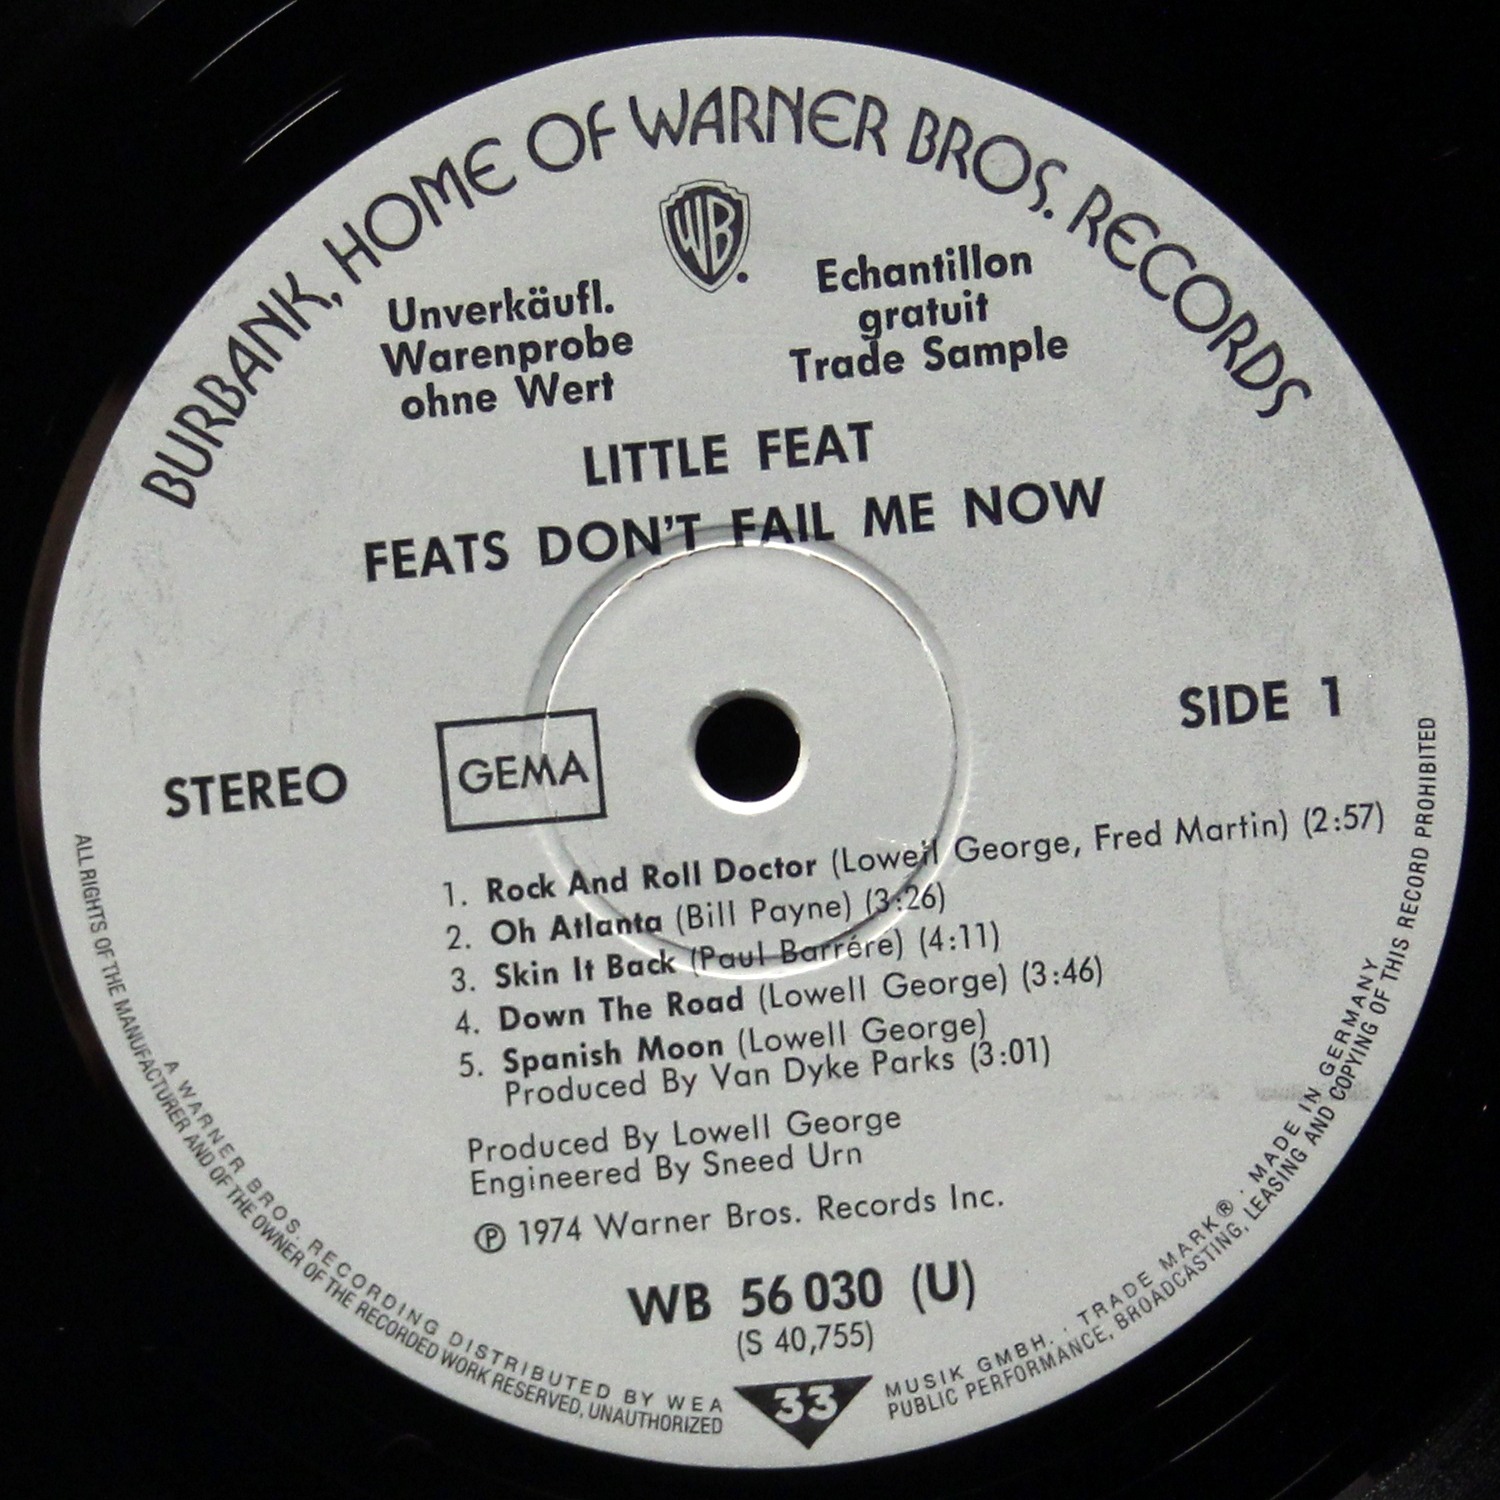 BURBANK, HOME OF WARNER BROS. RECORDS
WB
Unverkäufl.
Warenprobe
ohne Wert
Echantillon
gratuit
Trade Sample
LITTLE FEAT
FEATS DON'T FAIL ME NOW
STEREO
GEMA
SIDE 1
1. Rock And Roll Doctor (Lowell George, Fred Martin) (2:57)
2. Oh Atlanta (Bill Payne) (3:26)
3. Skin It Back (Paul Barrére) (4:11)
4. Down The Road (Lowell George) (3:46)
5. Spanish Moon (Lowell George)
Produced By Van Dyke Parks (3:01)
Produced By Lowell George
Engineered By Sneed Urn
℗ 1974 Warner Bros. Records Inc.
WB 56 030 (U)
(S 40,755)
33
A WARNER BROS. RECORDING DISTRIBUTED BY WEA MUSIK GMBH. · TRADE MARK® · MADE IN GERMANY
ALL RIGHTS OF THE MANUFACTURER AND OF THE OWNER OF THE RECORDED WORK RESERVED, UNAUTHORIZED PUBLIC PERFORMANCE, BROADCASTING, LEASING AND COPYING OF THIS RECORD PROHIBITED